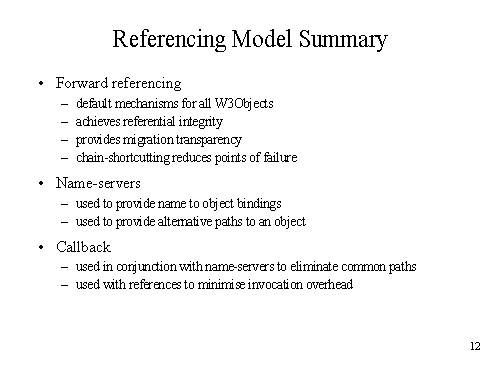 Referencing Model Summary
• Forward referencing
– default mechanisms for all W3Objects
– achieves referential integrity
– provides migration transparency
– chain-shortcutting reduces points of failure
• Name-servers
– used to provide name to object bindings
– used to provide alternative paths to an object
• Callback
– used in conjunction with name-servers to eliminate common paths
– used with references to minimise invocation overhead
12